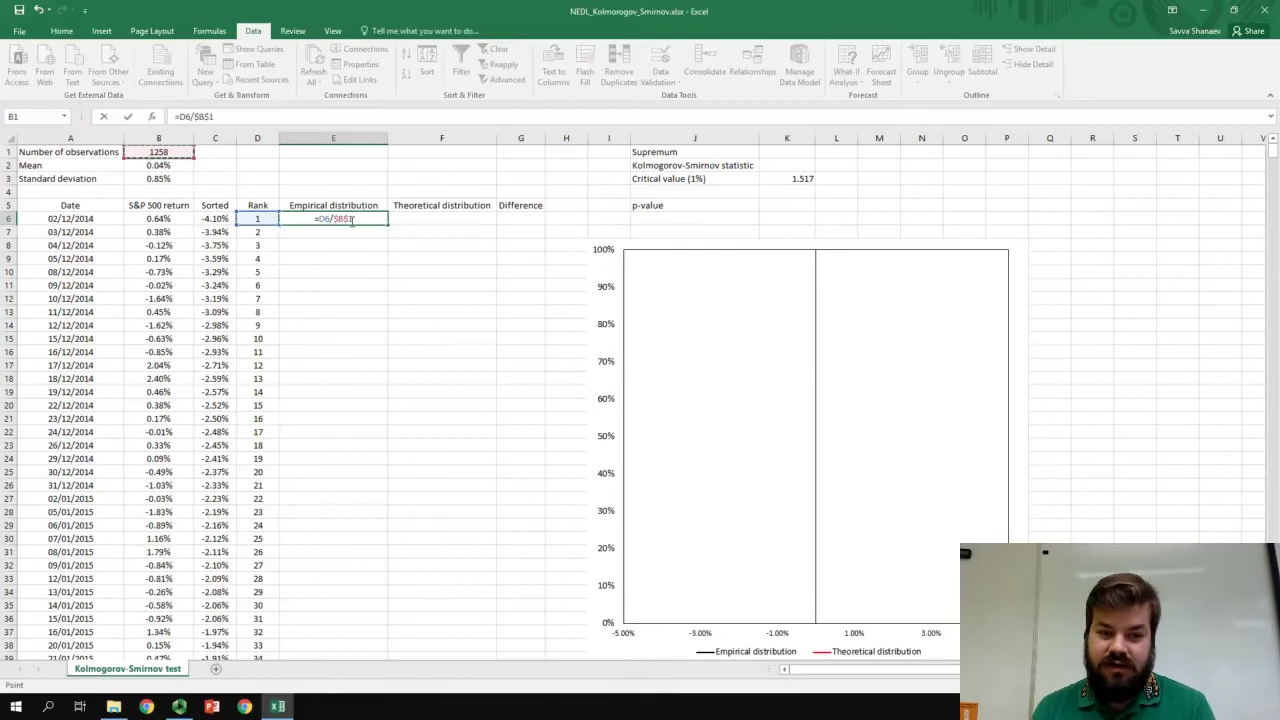 NEDL_Kolmorogov_Smirnov.xlsx - Excel
File Home Insert Page Layout Formulas Data Review View Tell me what you want to do... Savva Shanaev Share
From Access From Web From Text From Other Sources Existing Connections New Query Show Queries From Table Recent Sources Refresh All Connections Properties Edit Links Sort Filter Clear Reapply Advanced Text to Columns Flash Fill Remove Duplicates Data Validation Consolidate Relationships Manage Data Model What-If Analysis Forecast Sheet Group Ungroup Subtotal Show Detail Hide Detail
Get External Data Get & Transform Connections Sort & Filter Data Tools Forecast Outline
B1 =D6/$B$1
A B C D E F G H I J K L M N O P Q R S T U V
1 Number of observations 1258 Supremum
2 Mean 0.04% Kolmogorov-Smirnov statistic
3 Standard deviation 0.85% Critical value (1%) 1.517
4
5 Date S&P 500 return Sorted Rank Empirical distribution Theoretical distribution Difference p-value
6 02/12/2014 0.64% -4.10% 1 =D6/$B$1
7 03/12/2014 0.38% -3.94% 2
8 04/12/2014 -0.12% -3.75% 3
9 05/12/2014 0.17% -3.59% 4
10 08/12/2014 -0.73% -3.29% 5
11 09/12/2014 -0.02% -3.24% 6
12 10/12/2014 -1.64% -3.19% 7
13 11/12/2014 0.45% -3.09% 8
14 12/12/2014 -1.62% -2.98% 9
15 15/12/2014 -0.63% -2.96% 10
16 16/12/2014 -0.85% -2.93% 11
17 17/12/2014 2.04% -2.71% 12
18 18/12/2014 2.40% -2.59% 13
19 19/12/2014 0.46% -2.57% 14
20 22/12/2014 0.38% -2.52% 15
21 23/12/2014 0.17% -2.50% 16
22 24/12/2014 -0.01% -2.48% 17
23 26/12/2014 0.33% -2.45% 18
24 29/12/2014 0.09% -2.41% 19
25 30/12/2014 -0.49% -2.37% 20
26 31/12/2014 -1.03% -2.33% 21
27 02/01/2015 -0.03% -2.23% 22
28 05/01/2015 -1.83% -2.19% 23
29 06/01/2015 -0.89% -2.16% 24
30 07/01/2015 1.16% -2.12% 25
31 08/01/2015 1.79% -2.11% 26
32 09/01/2015 -0.84% -2.10% 27
33 12/01/2015 -0.81% -2.09% 28
34 13/01/2015 -0.26% -2.08% 29
35 14/01/2015 -0.58% -2.06% 30
36 15/01/2015 -0.92% -2.06% 31
37 16/01/2015 1.34% -1.97% 32
38 20/01/2015 0.15% -1.94% 33
39 21/01/2015 0.47% -1.91% 34
100%
90%
80%
70%
60%
50%
40%
30%
20%
10%
0%
-5.00% -3.00% -1.00% 1.00% 3.00%
Empirical distribution Theoretical distribution
Kolmogorov-Smirnov test
Point